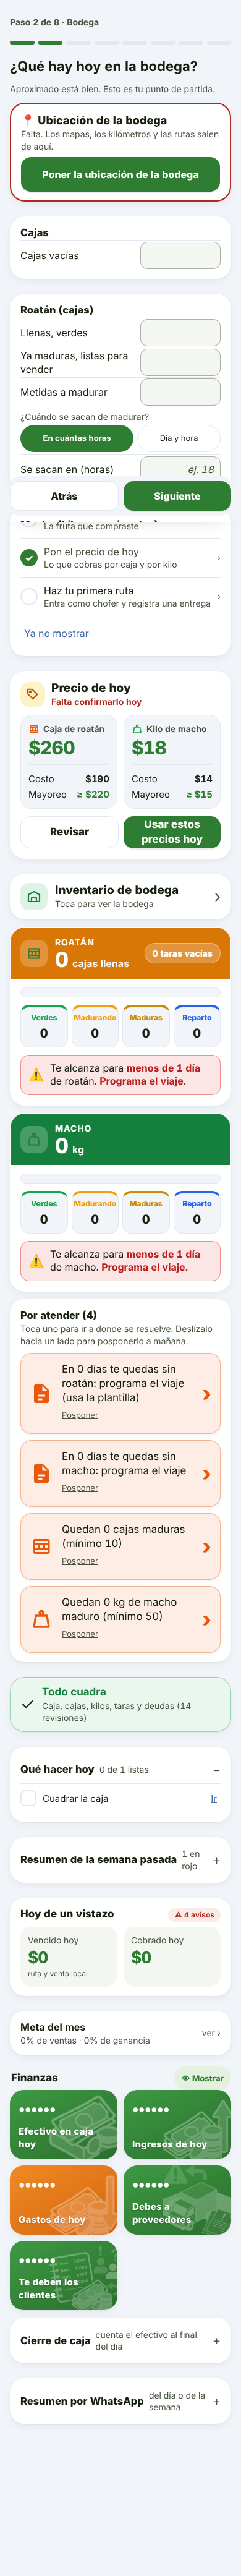 Paso 2 de 8 · Bodega
¿Qué hay hoy en la bodega?
Aproximado está bien. Esto es tu punto de partida.
📍 Ubicación de la bodega
Falta. Los mapas, los kilómetros y las rutas salen
de aquí.
Poner la ubicación de la bodega
Cajas
Cajas vacías
Roatán (cajas)
Llenas, verdes
Ya maduras, listas para
vender
Metidas a madurar
¿Cuándo se sacan de madurar?
En cuántas horas
Día y hora
Se sacan en (horas)
ej. 18
Atrás
Siguiente
La fruta que compraste
Pon el precio de hoy
Lo que cobras por caja y por kilo
›
Haz tu primera ruta
Entra como chofer y registra una entrega
›
Ya no mostrar
Precio de hoy
Falta confirmarlo hoy
Caja de roatán
$260
Costo $190
Mayoreo ≥ $220
Kilo de macho
$18
Costo $14
Mayoreo ≥ $15
Revisar
Usar estos
precios hoy
Inventario de bodega
Toca para ver la bodega
›
ROATÁN
0 cajas llenas
0 taras vacías
Verdes
0
Madurando
0
Maduras
0
Reparto
0
⚠️ Te alcanza para menos de 1 día
de roatán. Programa el viaje.
MACHO
0 kg
Verdes
0
Madurando
0
Maduras
0
Reparto
0
⚠️ Te alcanza para menos de 1 día
de macho. Programa el viaje.
Por atender (4)
Toca uno para ir a donde se resuelve. Deslízalo
hacia un lado para posponerlo a mañana.
En 0 días te quedas sin
roatán: programa el viaje
(usa la plantilla)
Posponer
›
En 0 días te quedas sin
macho: programa el viaje
Posponer
›
Quedan 0 cajas maduras
(mínimo 10)
Posponer
›
Quedan 0 kg de macho
maduro (mínimo 50)
Posponer
›
Todo cuadra
Caja, cajas, kilos, taras y deudas (14
revisiones)
Qué hacer hoy 0 de 1 listas −
Cuadrar la caja Ir
Resumen de la semana pasada 1 en
rojo +
Hoy de un vistazo
⚠ 4 avisos
Vendido hoy
$0
ruta y venta local
Cobrado hoy
$0
Meta del mes
0% de ventas · 0% de ganancia
ver ›
Finanzas
Mostrar
••••••
Efectivo en caja
hoy
••••••
Ingresos de hoy
••••••
Gastos de hoy
••••••
Debes a
proveedores
••••••
Te deben los
clientes
Cierre de caja cuenta el efectivo al final
del día +
Resumen por WhatsApp del día o de la
semana +